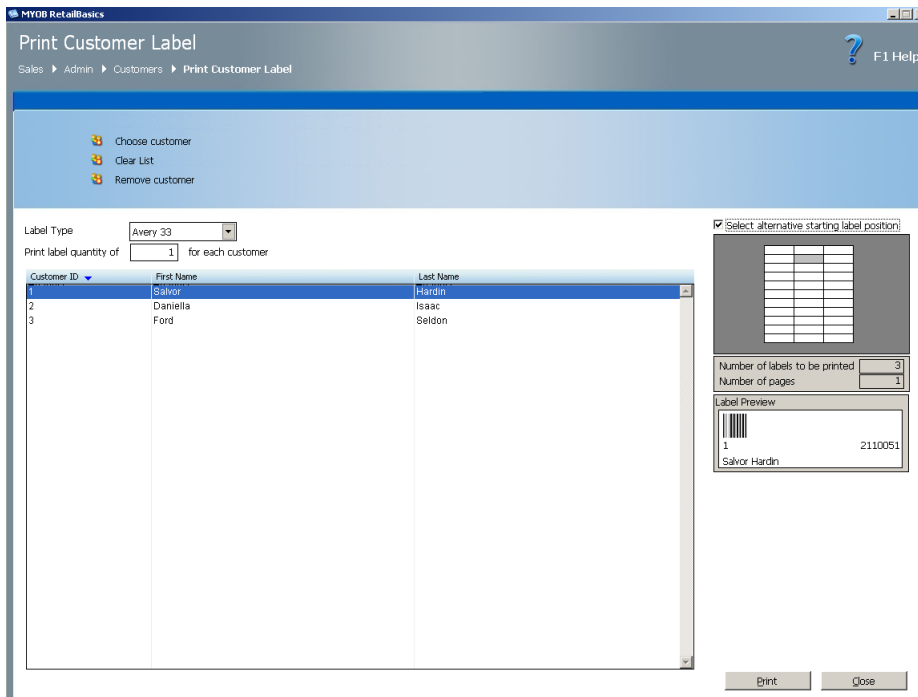 MYOB RetailBasics
Print Customer Label
F1 Help
Sales Admin Customers Print Customer Label
Choose customer
Clear List
Remove customer
Label Type Avery 33
Select alternative starting label position
Print label quantity of 1 for each customer
Customer ID First Name Last Name
1 Salvor Hardin
2 Daniella Isaac
3 Ford Seldon
Number of labels to be printed 3
Number of pages 1
Label Preview
1 2110051
Salvor Hardin
Print Close